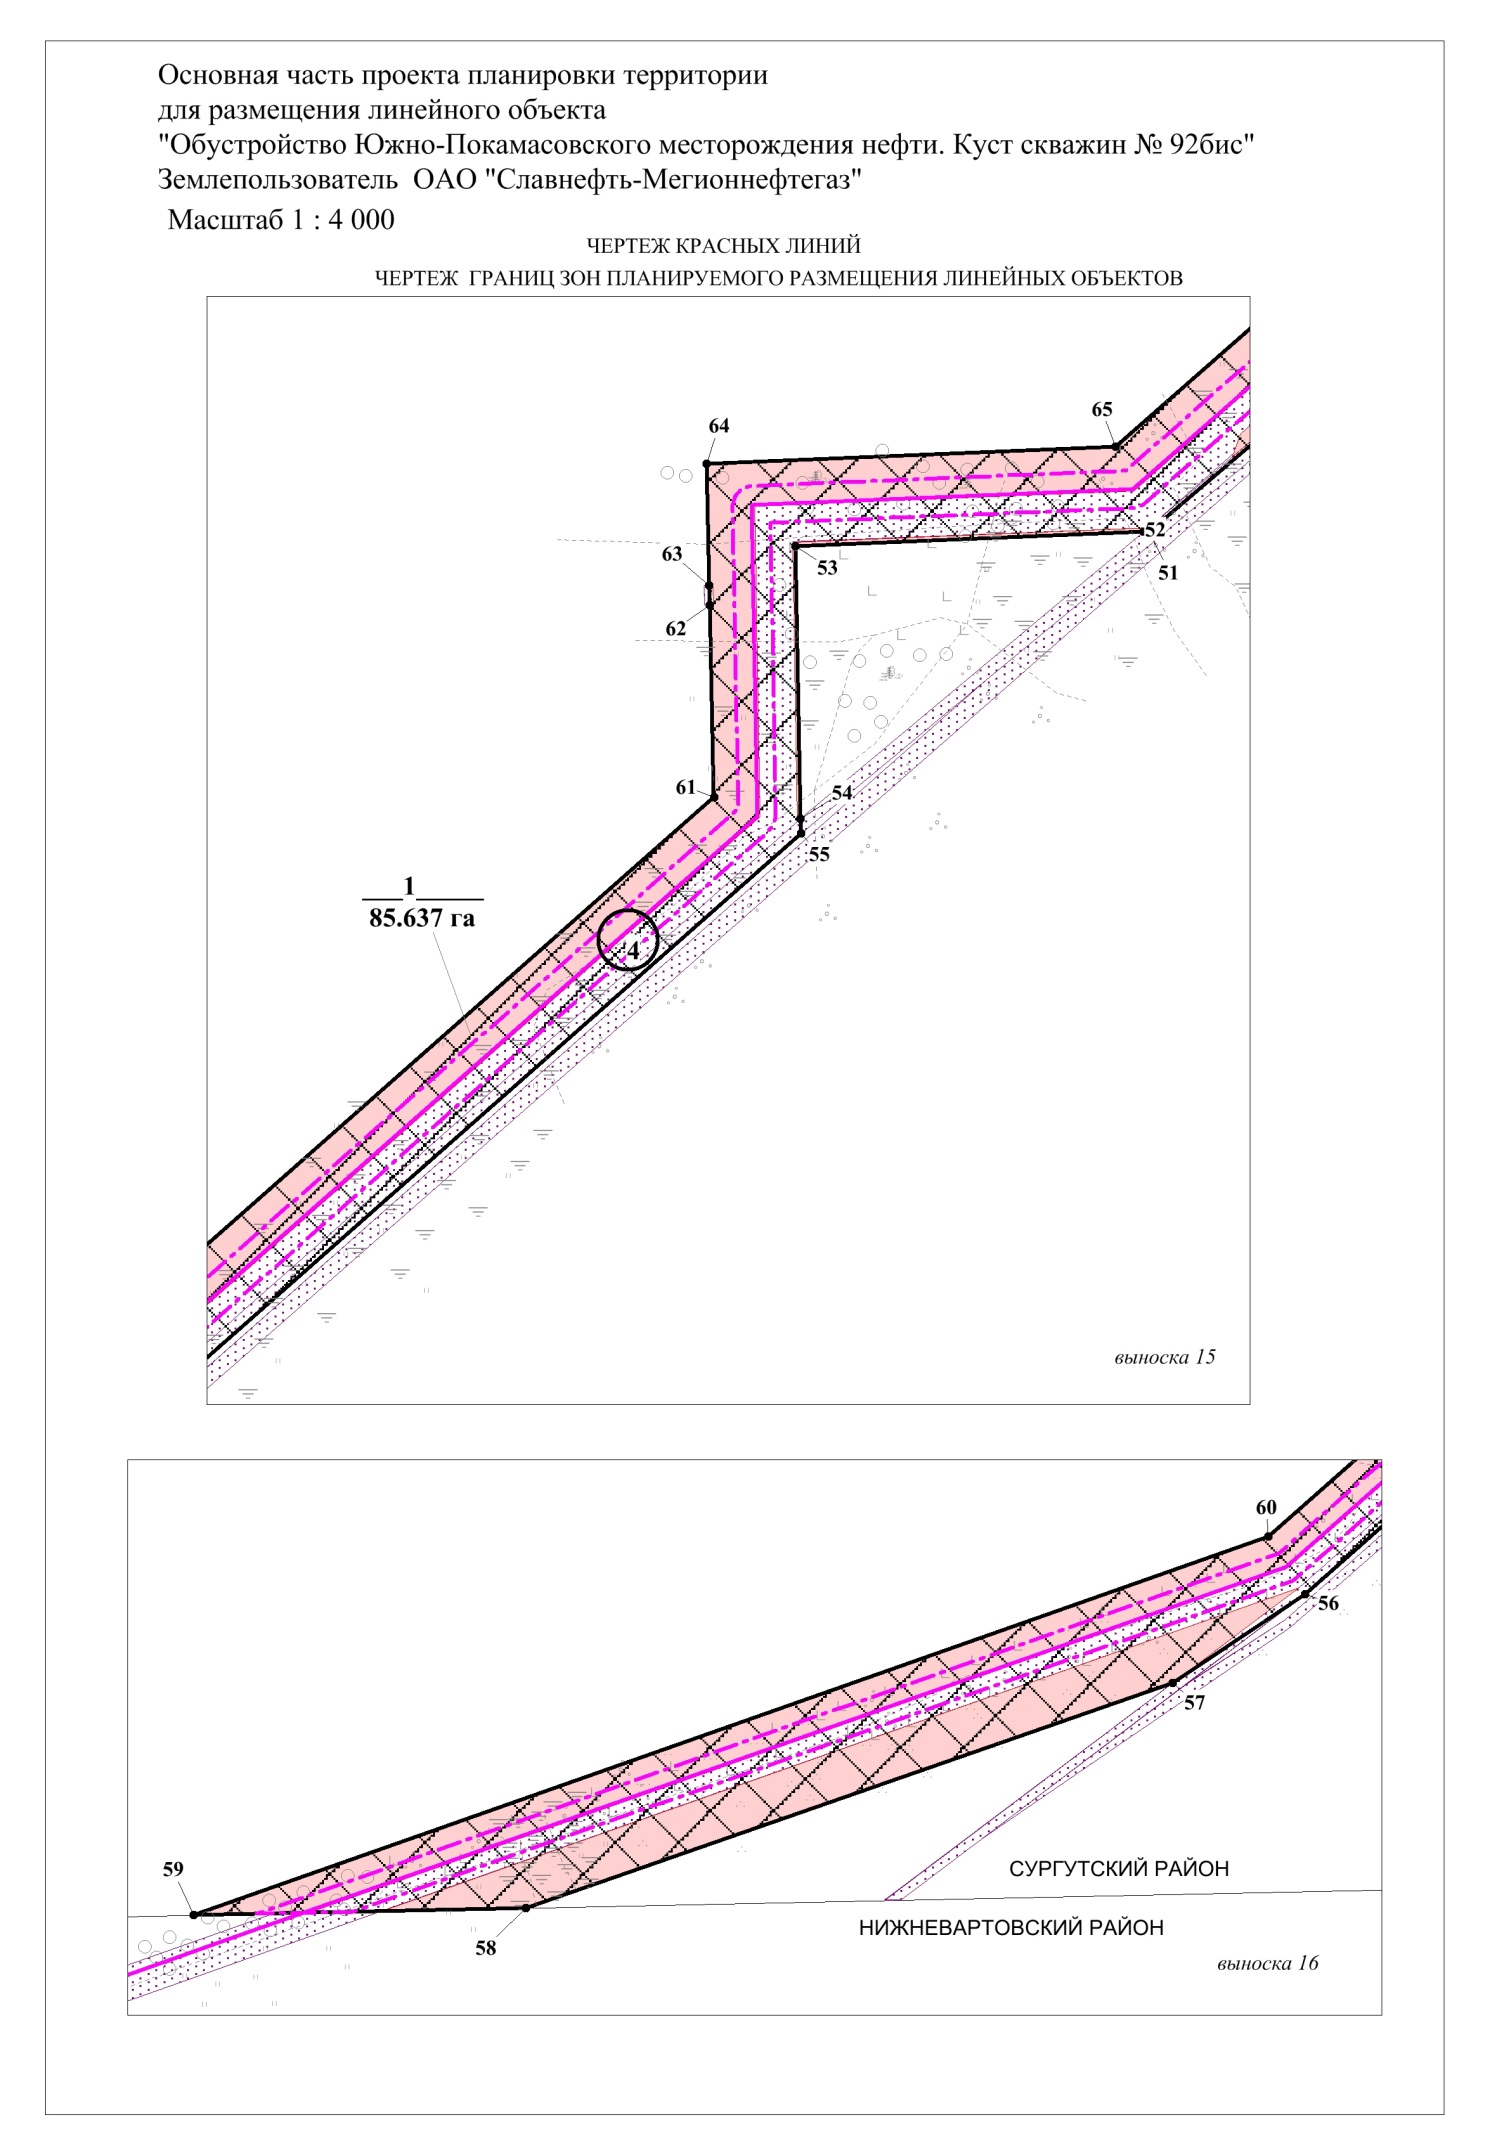 Основная часть проекта планировки территории
для размещения линейного объекта
"Обустройство Южно-Покамасовского месторождения нефти. Куст скважин № 92бис"
Землепользователь ОАО "Славнефть-Мегионнефтегаз"
Масштаб 1 : 4 000
ЧЕРТЕЖ КРАСНЫХ ЛИНИЙ
ЧЕРТЕЖ ГРАНИЦ ЗОН ПЛАНИРУЕМОГО РАЗМЕЩЕНИЯ ЛИНЕЙНЫХ ОБЪЕКТОВ
65
64
52
63
53
51
62
61
54
55
1
85.637 га
4
выноска 15
60
56
57
59
СУРГУТСКИЙ РАЙОН
НИЖНЕВАРТОВСКИЙ РАЙОН
58
выноска 16